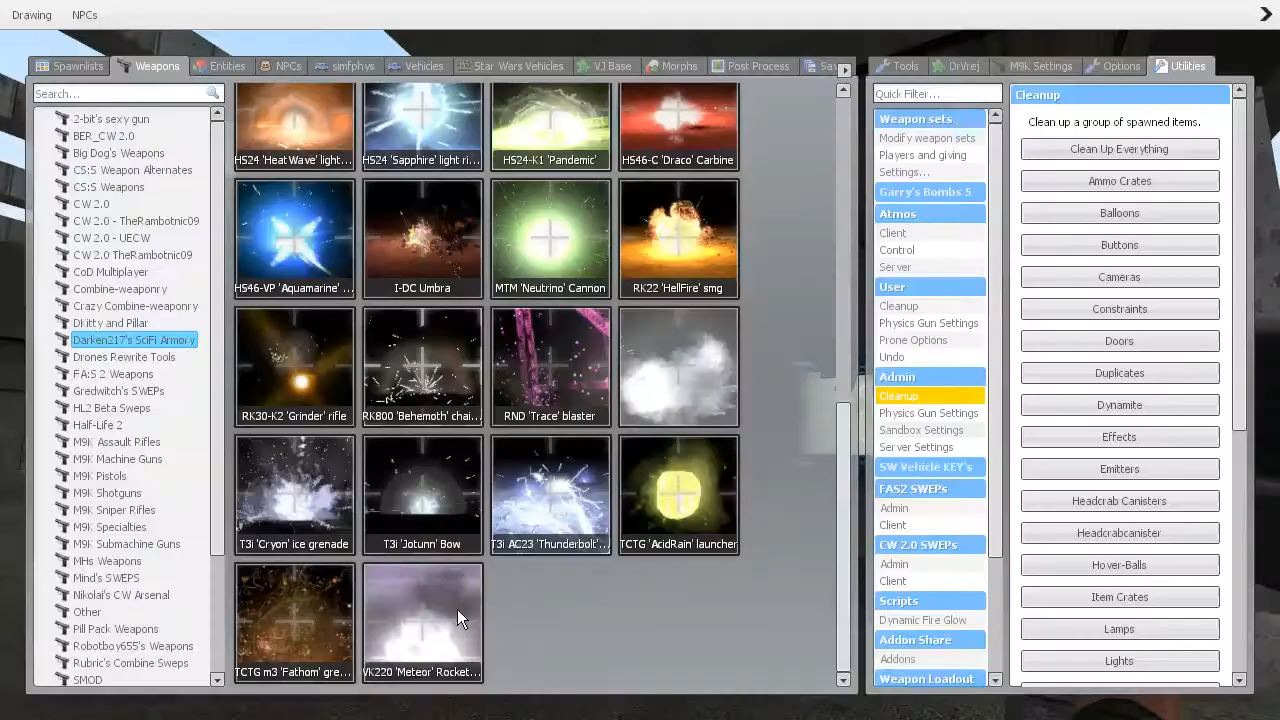 Drawing NPCs
Spawnlists Weapons Entities NPCs simfphys Vehicles Star Wars Vehicles VJ Base Morphs Post Process
Tools DrVrej M9K Settings Options Utilities
Search...
2-bit's sexy gun
BER_CW 2.0
Big Dog's Weapons
CS:S Weapon Alternates
CS:S Weapons
CW 2.0
CW 2.0 - TheRambotnic09
CW 2.0 - UECW
CW 2.0 TheRambotnic09
CoD Multiplayer
Combine-weaponry
Crazy Combine-weaponry
DKitty and Pillar
Darken217's SciFi Armory
Drones Rewrite Tools
FA:S 2 Weapons
Gredwitch's SWEPs
HL2 Beta Sweps
Half-Life 2
M9K Assault Rifles
M9K Machine Guns
M9K Pistols
M9K Shotguns
M9K Sniper Rifles
M9K Specialties
M9K Submachine Guns
MHs Weapons
Mind's SWEPS
Nikolai's CW Arsenal
Other
Pill Pack Weapons
Robotboy655's Weapons
Rubric's Combine Sweps
SMOD
HS24 'Heat Wave' light...
HS24 'Sapphire' light ri...
HS24-K1 'Pandemic'
HS46-C 'Draco' Carbine
HS46-VP 'Aquamarine' ...
I-DC Umbra
MTM 'Neutrino' Cannon
RK22 'HellFire' smg
RK30-K2 'Grinder' rifle
RK800 'Behemoth' chai...
RND 'Trace' blaster
T3i 'Cryon' ice grenade
T3i 'Jotunn' Bow
T3i AC23 'Thunderbolt'...
TCTG 'AcidRain' launcher
TCTG m3 'Fathom' gre...
VK220 'Meteor' Rocket...
Quick Filter...
Weapon sets
Modify weapon sets
Players and giving
Settings...
Garry's Bombs 5
Atmos
Client
Control
Server
User
Cleanup
Physics Gun Settings
Prone Options
Undo
Admin
Cleanup
Physics Gun Settings
Sandbox Settings
Server Settings
SW Vehicle KEY's
FAS2 SWEPs
Admin
Client
CW 2.0 SWEPs
Admin
Client
Scripts
Dynamic Fire Glow
Addon Share
Addons
Weapon Loadout
Cleanup
Clean up a group of spawned items.
Clean Up Everything
Ammo Crates
Balloons
Buttons
Cameras
Constraints
Doors
Duplicates
Dynamite
Effects
Emitters
Headcrab Canisters
Headcrabcanister
Hover-Balls
Item Crates
Lamps
Lights